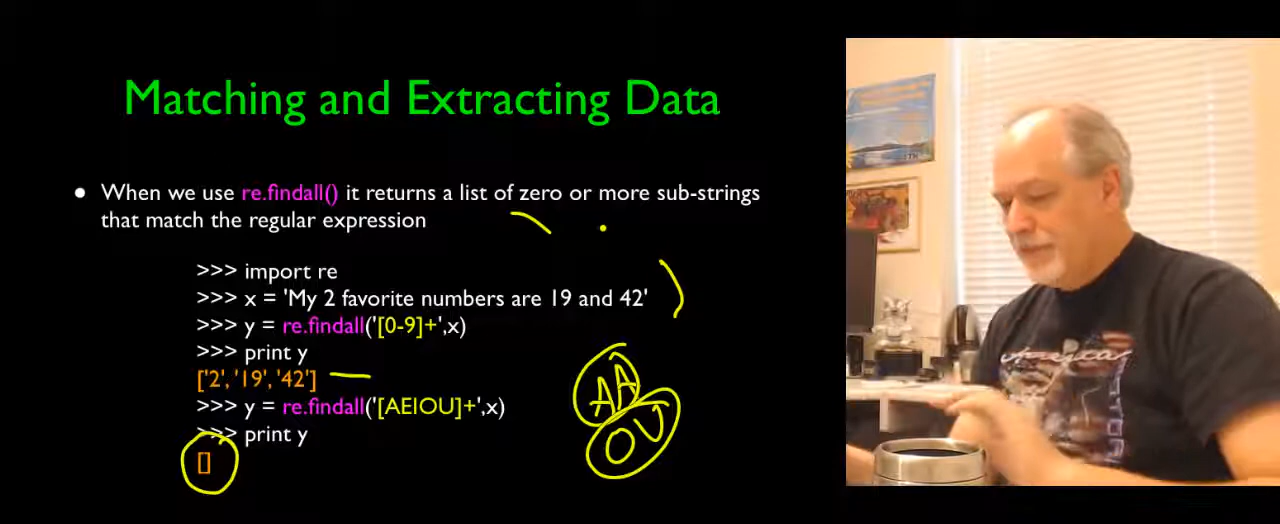 Matching and Extracting Data
● When we use re.findall() it returns a list of zero or more sub-strings
that match the regular expression
>>> import re
>>> x = 'My 2 favorite numbers are 19 and 42'
>>> y = re.findall('[0-9]+',x)
>>> print y
['2', '19', '42']
>>> y = re.findall('[AEIOU]+',x)
>>> print y
[]
AA
OU